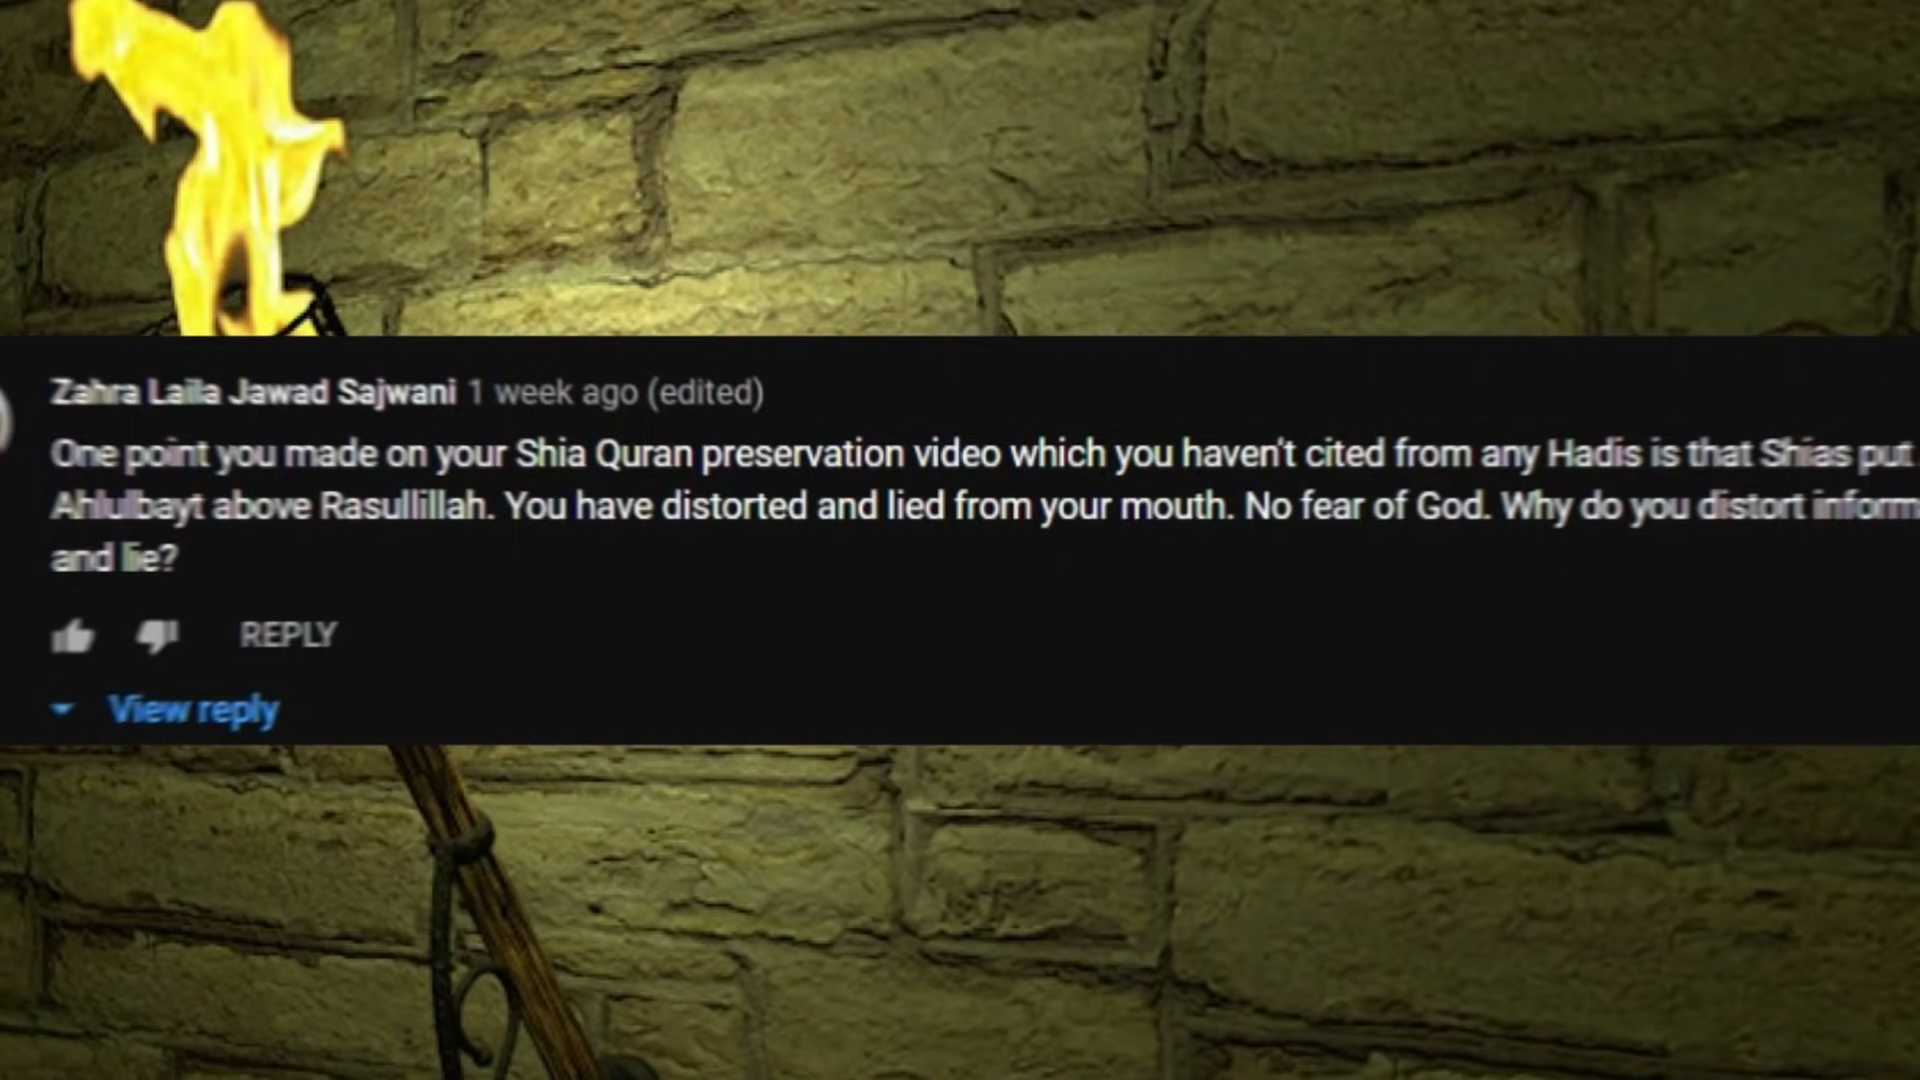 Zahra Laila Jawad Sajwani 1 week ago (edited)
One point you made on your Shia Quran preservation video which you haven't cited from any Hadis is that Shias put
Ahlulbayt above Rasullillah. You have distorted and lied from your mouth. No fear of God. Why do you distort
and lie?
REPLY
View reply